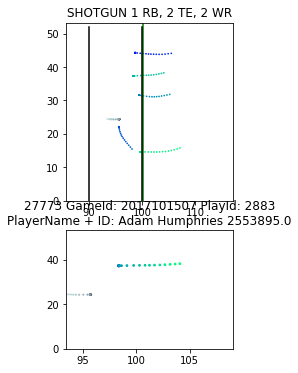 SHOTGUN 1 RB, 2 TE, 2 WR
50
40
30
20
10
0
90 100 110
27773 GameId: 2017101507 PlayId: 2883
PlayerName + ID: Adam Humphries 2553895.0
40
20
0
95 100 105